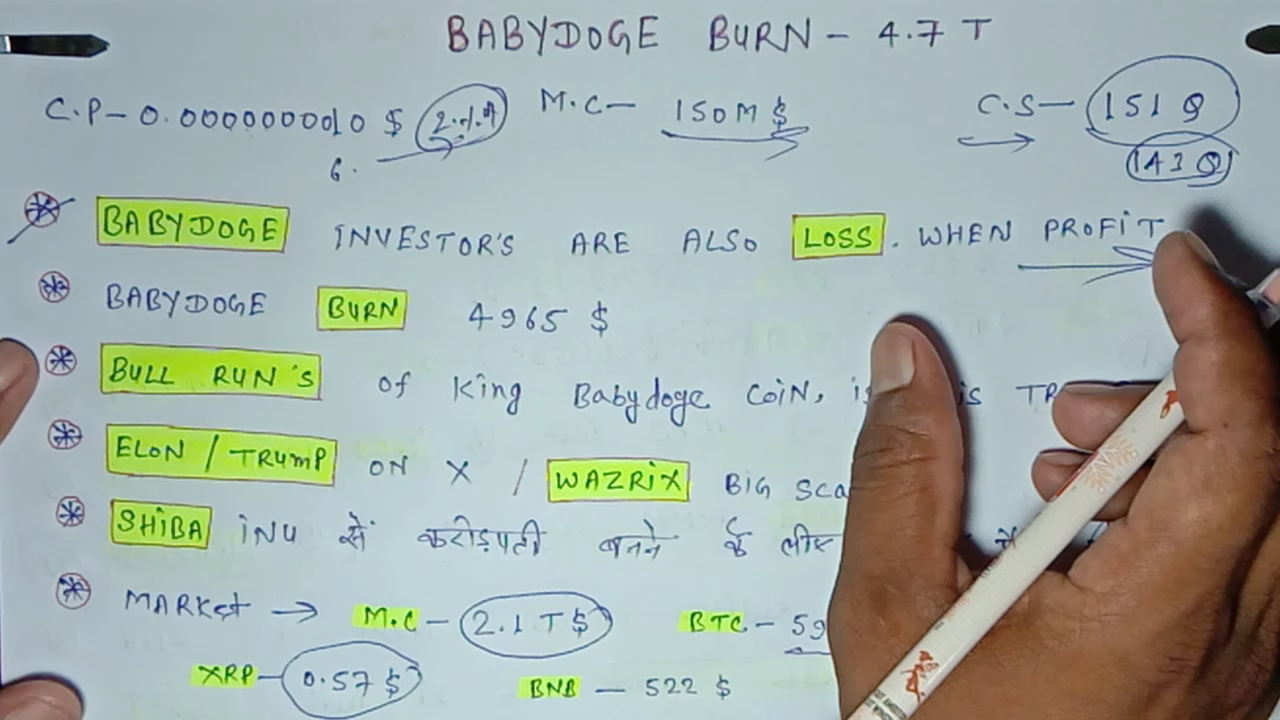 BABYDOGE BURN - 4.7 T
C.P - 0.0000000010 $ 2.1.% M.C - 150M $ C.S - 151 Q
6. 143 Q
BABYDOGE INVESTOR'S ARE ALSO LOSS. WHEN PROFIT
BABYDOGE BURN 4965 $
BULL RUN'S of King Babydoge COIN,
ELON / TRUMP ON X / WAZRIX BIG
SHIBA INU से करोड़पती बनने के
MARKET → M.C - 2.1 T $ BTC - 59
XRP - 0.57 $ BNB - 522 $